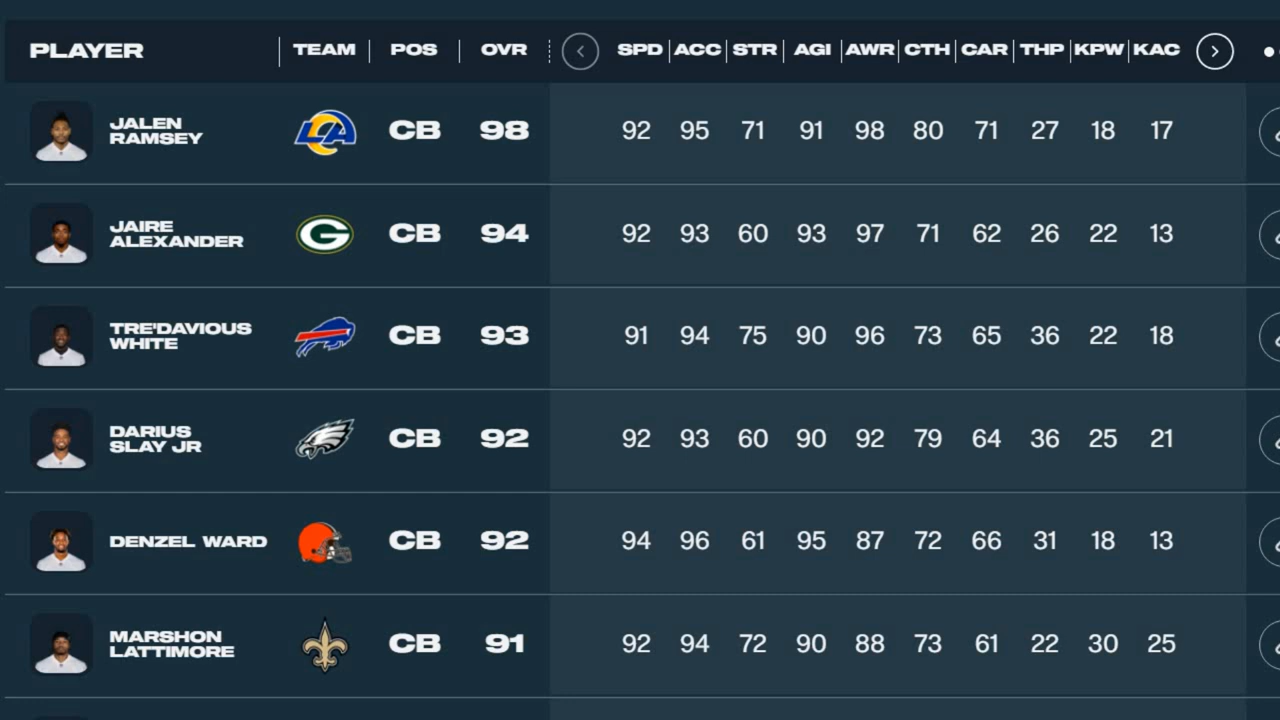 PLAYER TEAM POS OVR SPD ACC STR AGI AWR CTH CAR THP KPW KAC
JALEN RAMSEY LA CB 98 92 95 71 91 98 80 71 27 18 17
JAIRE ALEXANDER G CB 94 92 93 60 93 97 71 62 26 22 13
TRE'DAVIOUS WHITE CB 93 91 94 75 90 96 73 65 36 22 18
DARIUS SLAY JR CB 92 92 93 60 90 92 79 64 36 25 21
DENZEL WARD CB 92 94 96 61 95 87 72 66 31 18 13
MARSHON LATTIMORE CB 91 92 94 72 90 88 73 61 22 30 25